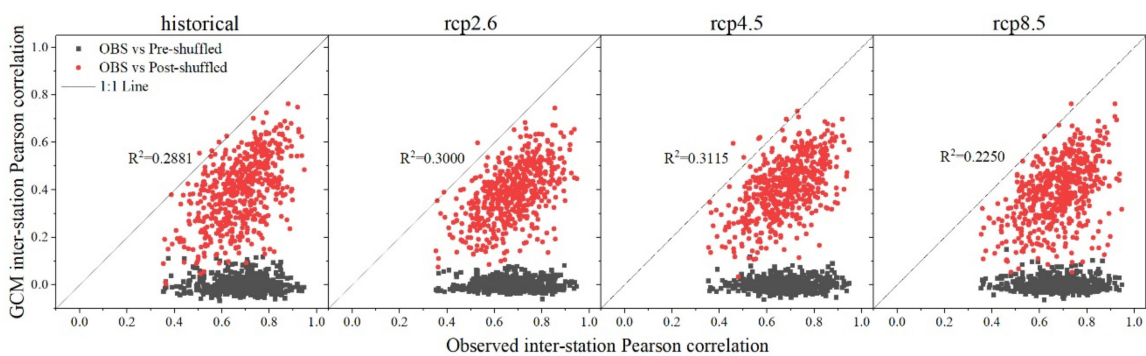 historical
rcp2.6
rcp4.5
rcp8.5
GCM inter-station Pearson correlation
1.0
0.8
0.6
0.4
0.2
0.0
OBS vs Pre-shuffled
OBS vs Post-shuffled
1:1 Line
R²=0.2881
R²=0.3000
R²=0.3115
R²=0.2250
0.0 0.2 0.4 0.6 0.8 1.0
0.0 0.2 0.4 0.6 0.8 1.0
0.0 0.2 0.4 0.6 0.8 1.0
0.0 0.2 0.4 0.6 0.8 1.0
Observed inter-station Pearson correlation